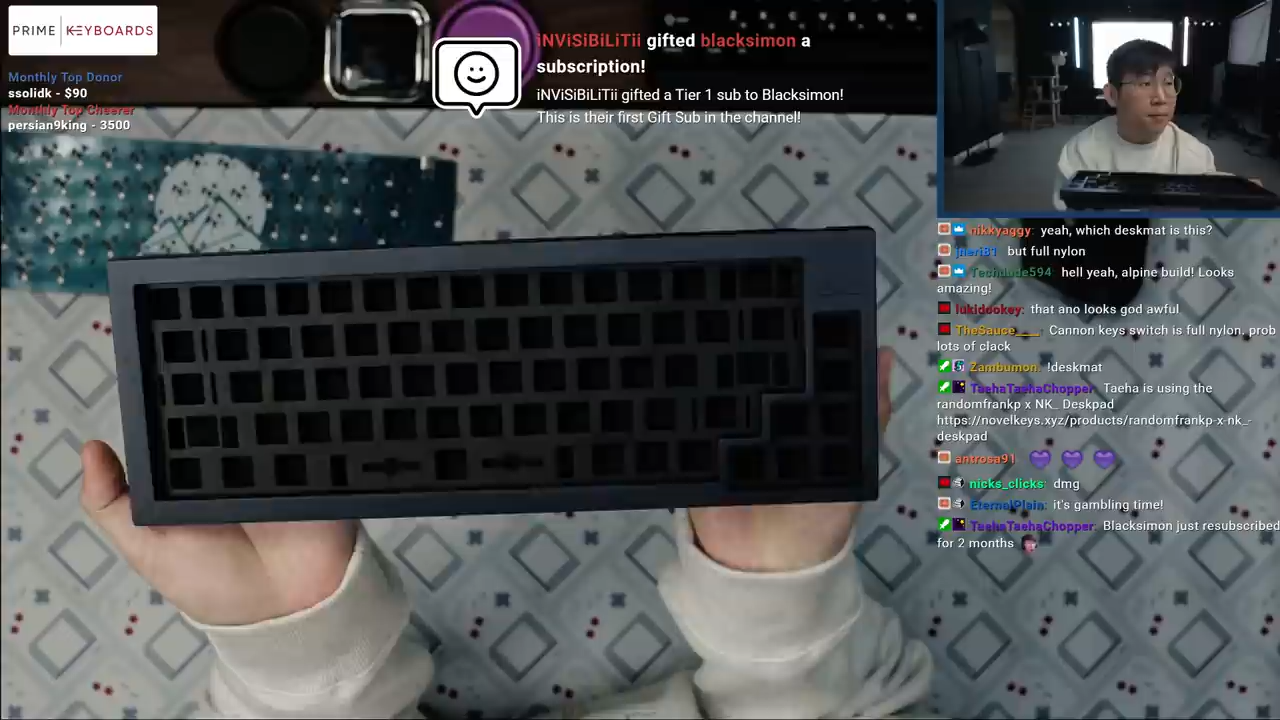 PRIME | KEYBOARDS
Monthly Top Donor
ssolidk - $90
Monthly Top Cheerer
persian9king - 3500
iNViSiBiLiTii gifted blacksimon a
subscription!
iNViSiBiLiTii gifted a Tier 1 sub to Blacksimon!
This is their first Gift Sub in the channel!
nikkyaggy: yeah, which deskmat is this?
jneri81 but full nylon
Techdude594 hell yeah, alpine build! Looks
amazing!
lukidookey: that ano looks god awful
TheSauce____: Cannon keys switch is full nylon. prob
lots of clack
Zambumon: !deskmat
TaehaTaehaChopper: Taeha is using the
randomfrankp x NK_ Deskpad
https://novelkeys.xyz/products/randomfrankp-x-nk_-
deskpad
antrosa91
nicks_clicks: dmg
EternalPlain: it's gambling time!
TaehaTaehaChopper: Blacksimon just resubscribed
for 2 months